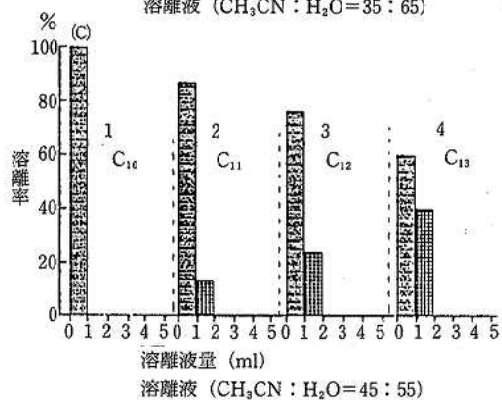 溶離液 (CH₃CN：H₂O＝35：65)
% (C)
100
80
60
40
20
0
溶離率
1 2 3 4
C₁₀ C₁₁ C₁₂ C₁₃
0 1 2 3 4 5 0 1 2 3 4 5 0 1 2 3 4 5 0 1 2 3 4 5
溶離液量 (ml)
溶離液 (CH₃CN：H₂O＝45：55)